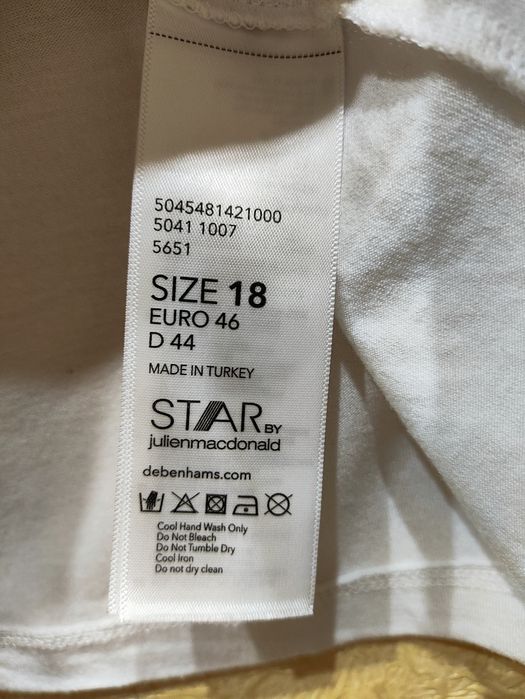 5045481421000
5041 1007
5651
SIZE 18
EURO 46
D 44
MADE IN TURKEY
STAR BY
julienmacdonald
debenhams.com
Cool Hand Wash Only
Do Not Bleach
Do Not Tumble Dry
Cool Iron
Do not dry clean